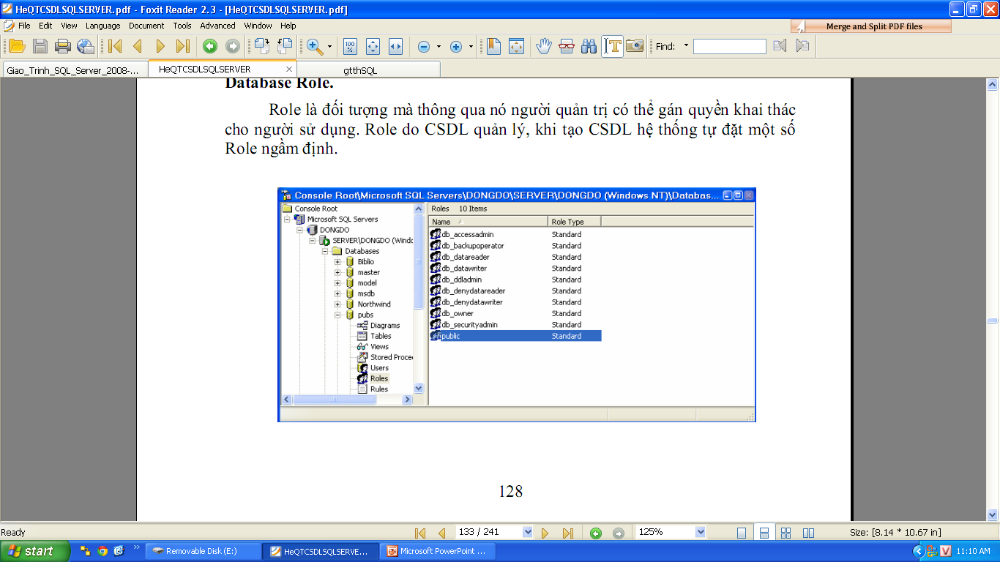 HeQTCSDLSQLSERVER.pdf - Foxit Reader 2.3 - [HeQTCSDLSQLSERVER.pdf]
File Edit View Language Document Tools Advanced Window Help
Merge and Split PDF files
100 %
Find:
Giao_Trinh_SQL_Server_2008-... HeQTCSDLSQLSERVER gtthSQL
Database Role.
Role là đối tượng mà thông qua nó người quản trị có thể gán quyền khai thác
cho người sử dụng. Role do CSDL quản lý, khi tạo CSDL hệ thống tự đặt một số
Role ngầm định.
Console Root\Microsoft SQL Servers\DONGDO\SERVER\DONGDO (Windows NT)\Databas...
Console Root
Microsoft SQL Servers
DONGDO
SERVER\DONGDO (Windo
Databases
Biblio
master
model
msdb
Northwind
pubs
Diagrams
Tables
Views
Stored Proce
Users
Roles
Rules
Roles 10 Items
Name Role Type
db_accessadmin Standard
db_backupoperator Standard
db_datareader Standard
db_datawriter Standard
db_ddladmin Standard
db_denydatareader Standard
db_denydatawriter Standard
db_owner Standard
db_securityadmin Standard
public Standard
128
Ready 133 / 241 125% Size: [8.14 * 10.67 in]
start Removable Disk (E:) HeQTCSDLSQLSERVE... Microsoft PowerPoint ... V 11:10 AM